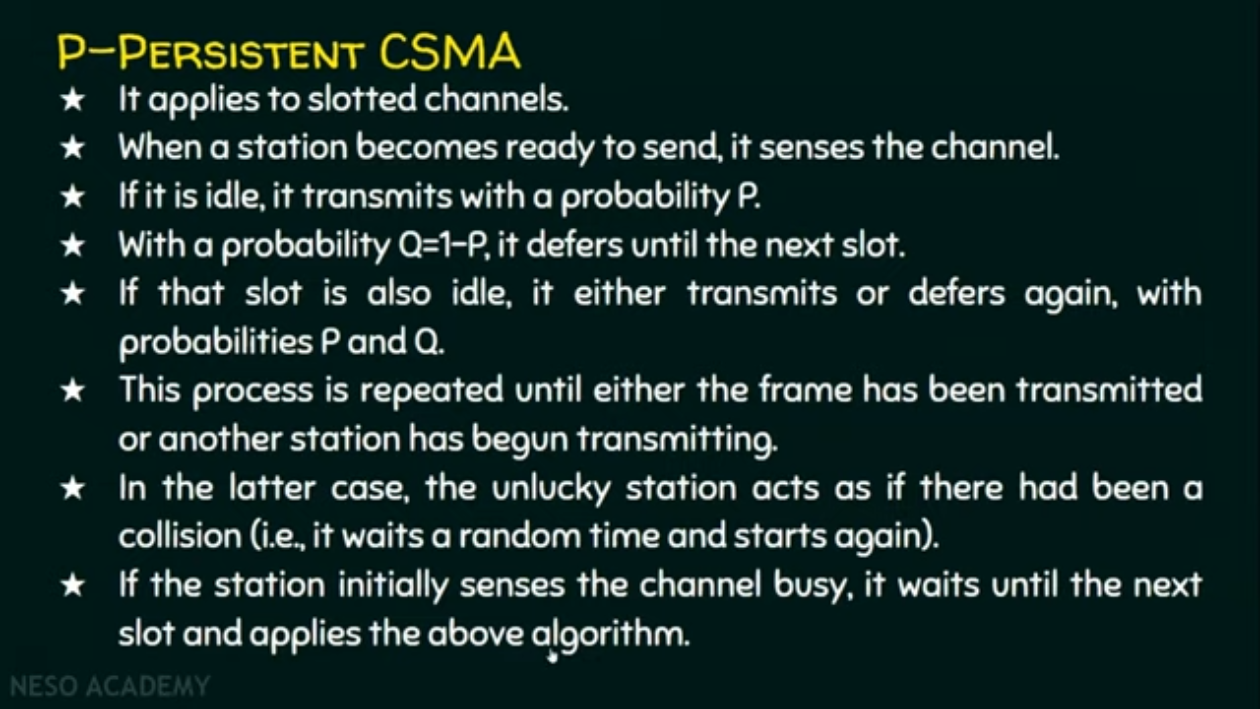 P-Persistent CSMA
★ It applies to slotted channels.
★ When a station becomes ready to send, it senses the channel.
★ If it is idle, it transmits with a probability P.
★ With a probability Q=1-P, it defers until the next slot.
★ If that slot is also idle, it either transmits or defers again, with
probabilities P and Q.
★ This process is repeated until either the frame has been transmitted
or another station has begun transmitting.
★ In the latter case, the unlucky station acts as if there had been a
collision (i.e., it waits a random time and starts again).
★ If the station initially senses the channel busy, it waits until the next
slot and applies the above algorithm.
NESO ACADEMY